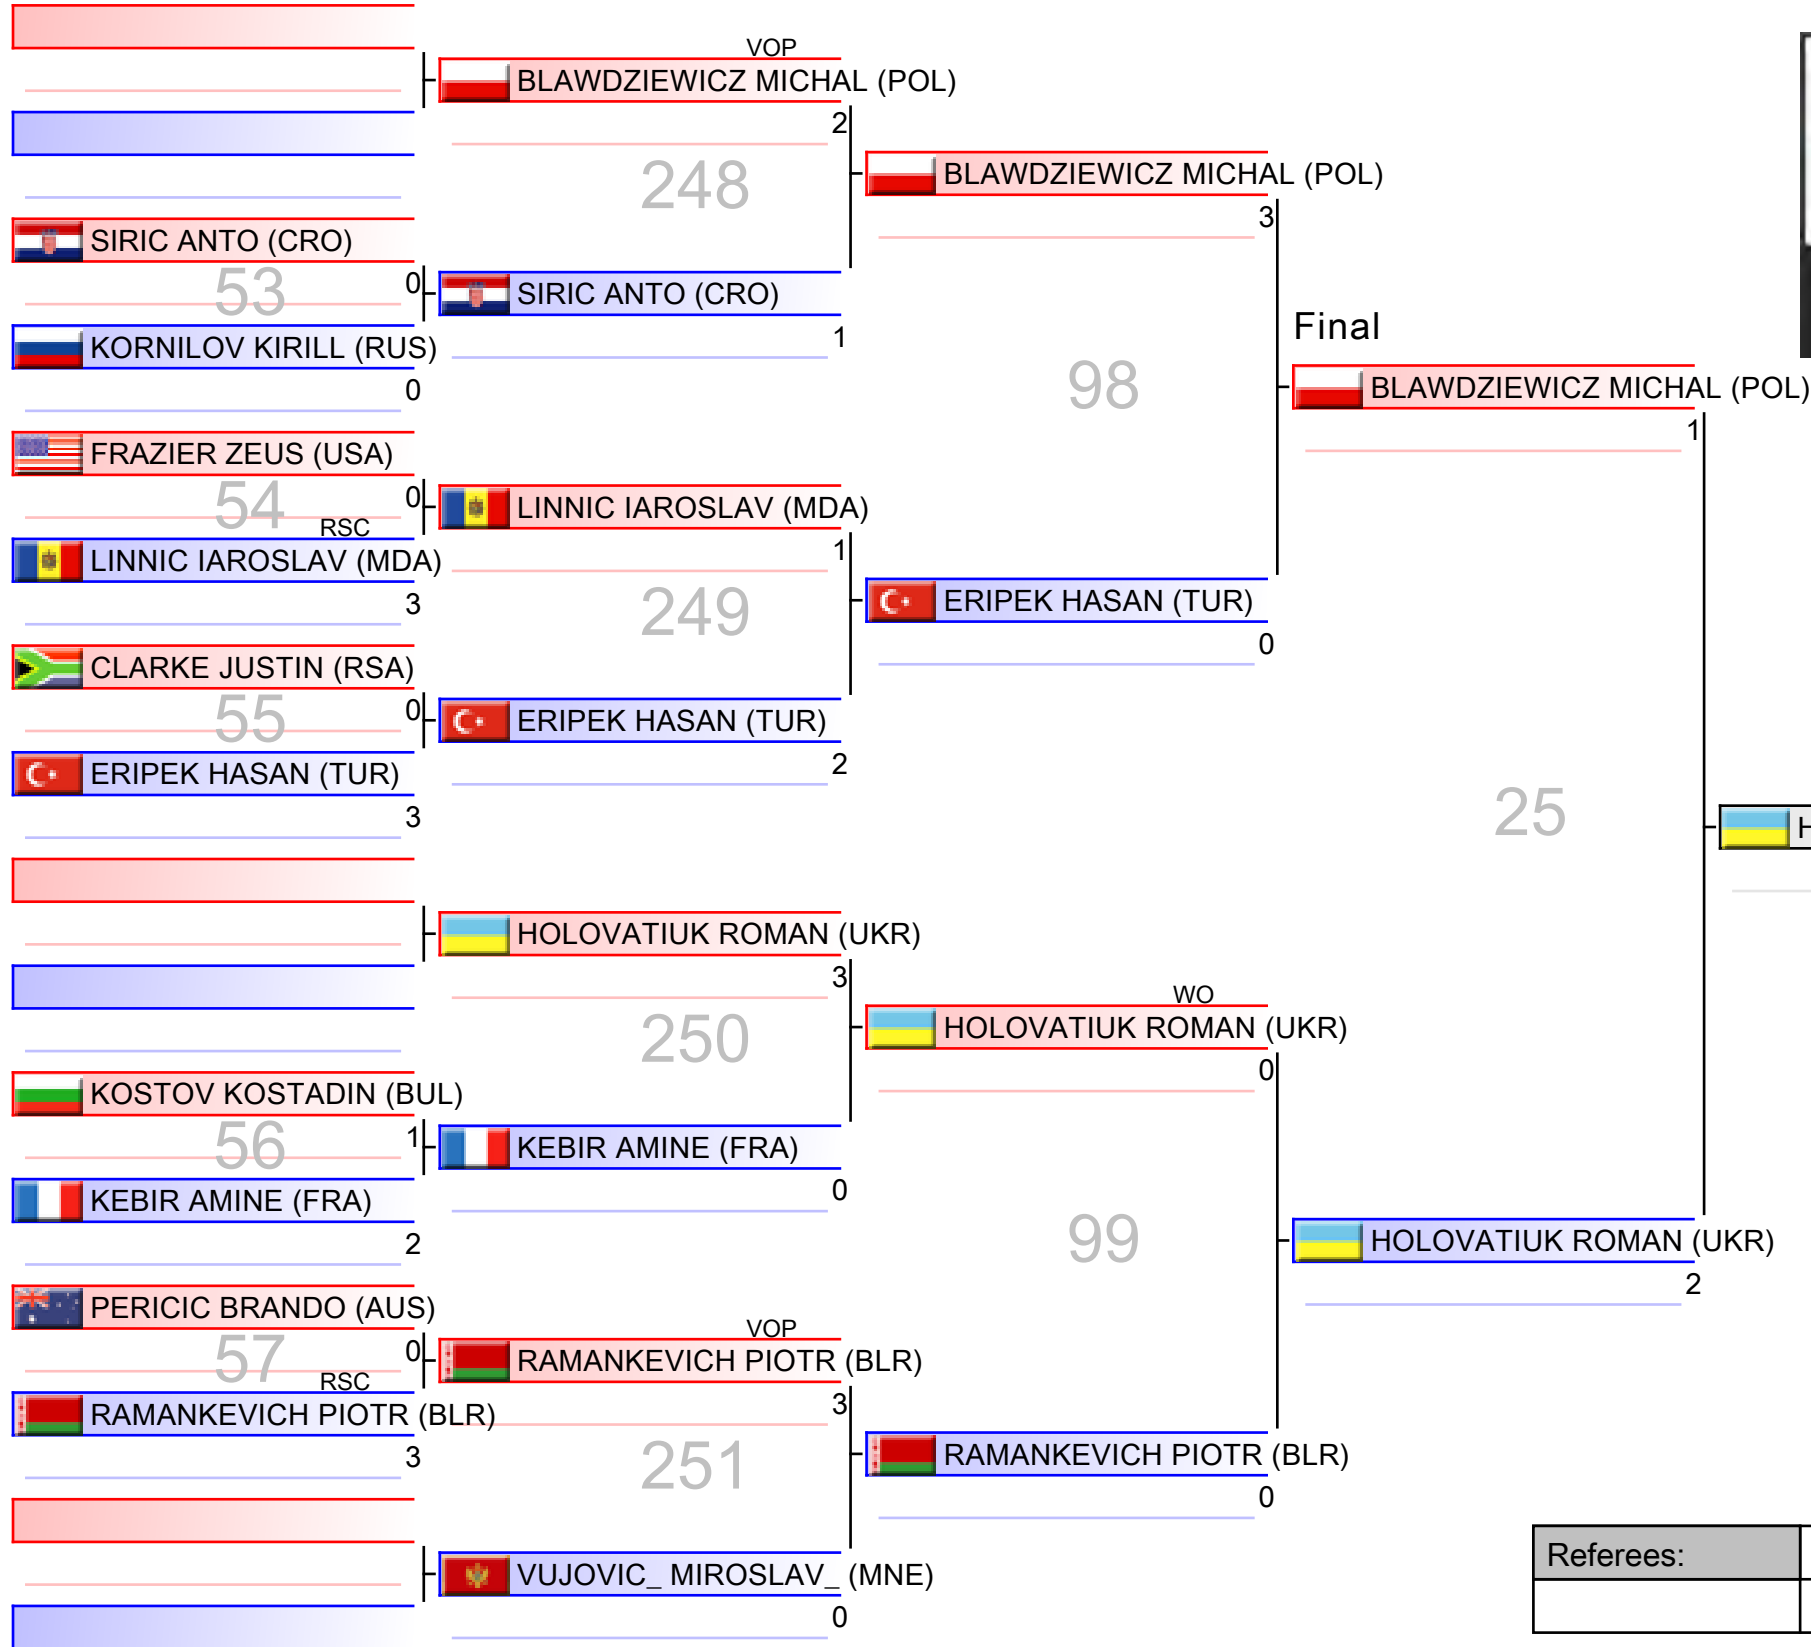 VOP
BLAWDZIEWICZ MICHAL (POL)
2
248
BLAWDZIEWICZ MICHAL (POL)
3
SIRIC ANTO (CRO)
53
0
SIRIC ANTO (CRO)
1
KORNILOV KIRILL (RUS)
0
Final
98
BLAWDZIEWICZ MICHAL (POL)
1
FRAZIER ZEUS (USA)
54
0
RSC
LINNIC IAROSLAV (MDA)
1
LINNIC IAROSLAV (MDA)
3
249
ERIPEK HASAN (TUR)
0
CLARKE JUSTIN (RSA)
55
0
ERIPEK HASAN (TUR)
2
ERIPEK HASAN (TUR)
3
25
H
HOLOVATIUK ROMAN (UKR)
3
250
WO
HOLOVATIUK ROMAN (UKR)
0
KOSTOV KOSTADIN (BUL)
56
1
KEBIR AMINE (FRA)
0
KEBIR AMINE (FRA)
2
99
HOLOVATIUK ROMAN (UKR)
2
PERICIC BRANDO (AUS)
57
0
RSC
VOP
RAMANKEVICH PIOTR (BLR)
3
RAMANKEVICH PIOTR (BLR)
3
251
RAMANKEVICH PIOTR (BLR)
0
VUJOVIC_ MIROSLAV_ (MNE)
0
Referees: